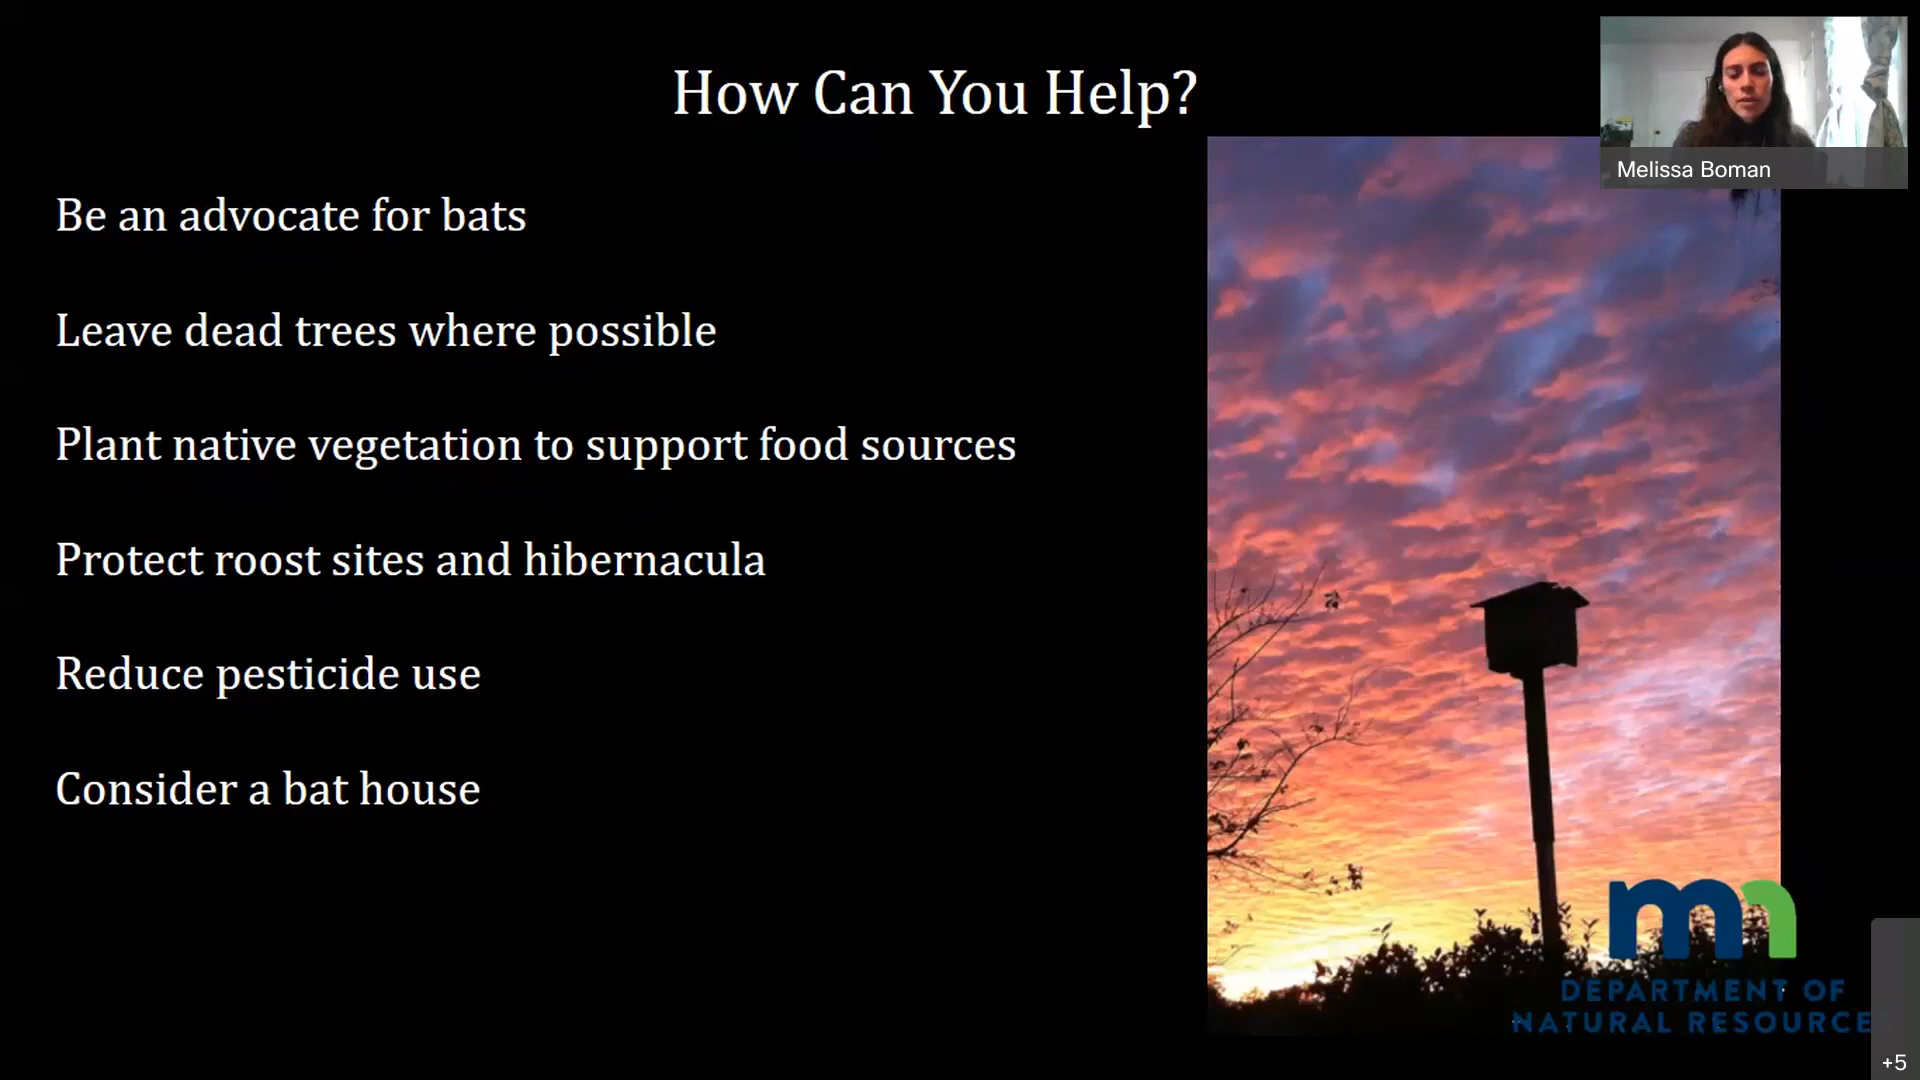 How Can You Help?
Melissa Boman
Be an advocate for bats
Leave dead trees where possible
Plant native vegetation to support food sources
Protect roost sites and hibernacula
Reduce pesticide use
Consider a bat house
mn
DEPARTMENT OF
NATURAL RESOURCE
+5